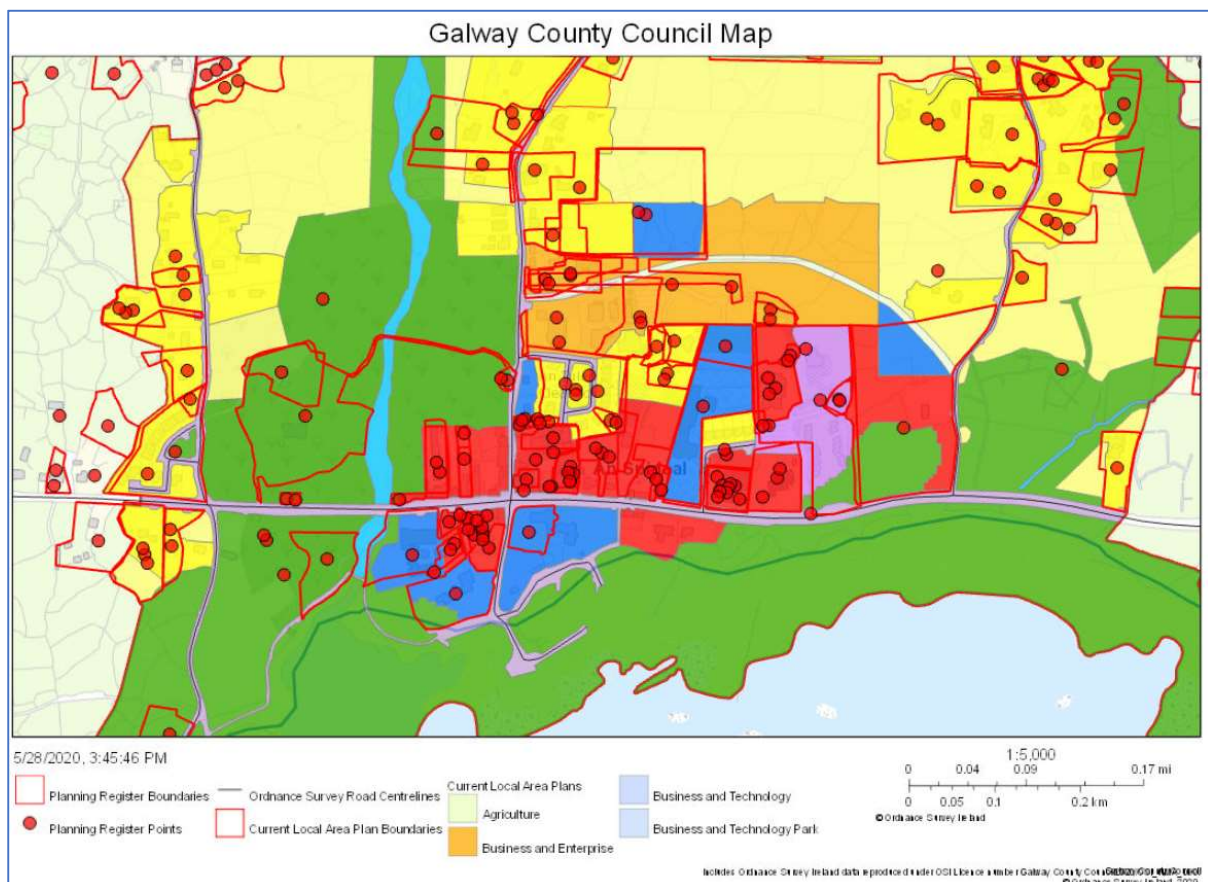 Galway County Council Map
An Spidéal
5/28/2020, 3:45:46 PM
Planning Register Boundaries
Planning Register Points
Ordnance Survey Road Centrelines
Current Local Area Plan Boundaries
Current Local Area Plans
Agriculture
Business and Enterprise
Business and Technology
Business and Technology Park
1:5,000
0 0.04 0.09 0.17 mi
0 0.05 0.1 0.2 km
© Ordnance Survey Ireland
Includes Ordnance Survey Ireland data reproduced under OSi Licence number Galway County
© Ordnance Survey Ireland, 2020